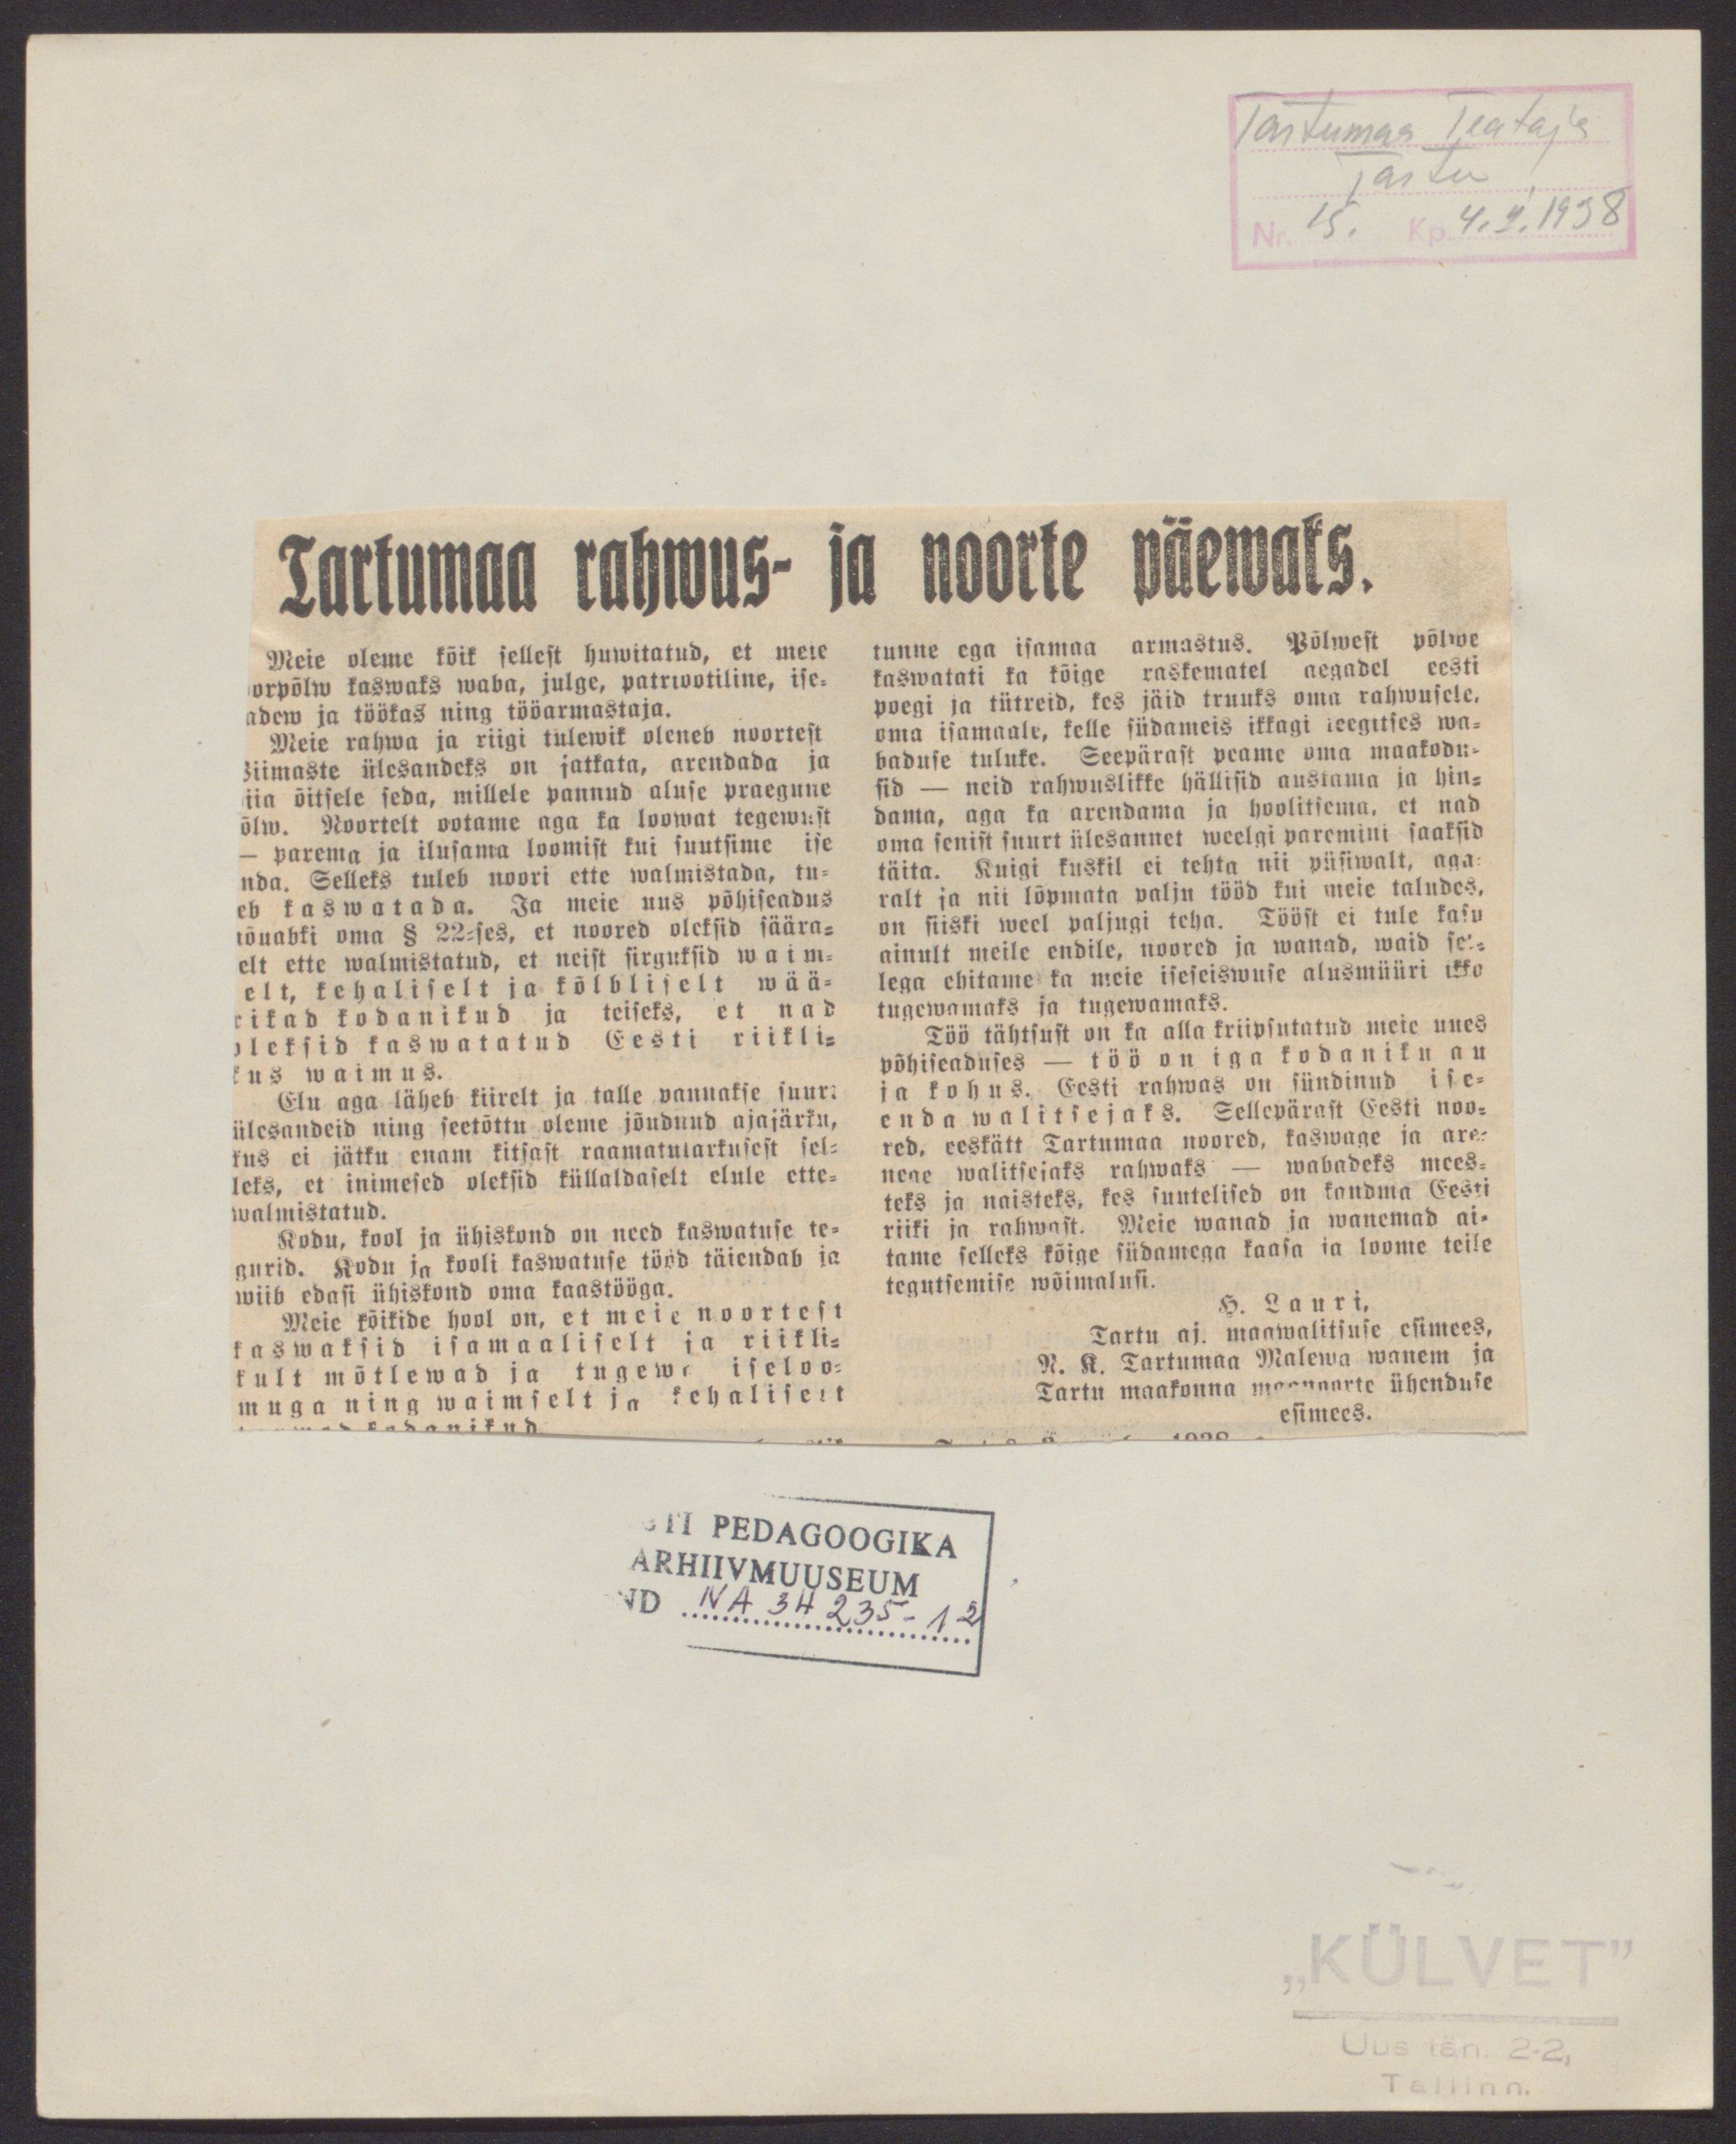 Tartumaa Teataja
Tartu
Nr. 15. Kp. 4.2.1938
Tartumaa rahwus- ja noorte päewaks.
Meie oleme kõik sellest huwitatud, et meie
orpõlw kaswaks waba, julge, patriootiline, ise-
adew ja töökas ning tööarmastaja.
Meie rahwa ja riigi tulewik oleneb noortest
Wiimaste ülesandeks on jatkata, arendada ja
iia õitsele seda, millele pannud aluse praegune
õlw. Noortelt ootame aga ka loowat tegewust
— parema ja ilusama loomist kui suutsime ise
nda. Selleks tuleb noori ette walmistada, tu-
eb kaswatada. Ja meie uus põhiseadus
nõuabki oma § 22-ses, et noored oleksid säära-
elt ette walmistatud, et neist sirguksid waim-
elt, kehaliselt ja kõlbliselt wää-
rikad kodanikud ja teiseks, et nad
oleksid kaswatatud Eesti riikli-
kus waimus.
Elu aga läheb kiirelt ja talle pannakse suuri
ülesandeid ning seetõttu oleme jõudnud ajajärku,
kus ei jätku enam kitsast raamatutarkusest sel-
leks, et inimesed oleksid küllaldaselt elule ette-
walmistatud.
Kodu, kool ja ühiskond on need kaswatuse te-
gurid. Kodu ja kooli kaswatuse tööd täiendab ja
wiib edasi ühiskond oma kaastööga.
Meie kõikide hool on, et meie noortest
kaswaksid isamaaliselt ja riikli-
kult mõtlewad ja tugewa iseloo-
muga ning waimselt ja kehaliselt
kodanikud
tunne ega isamaa armastus. Põlwest põlwe
kaswatati ka kõige raskematel aegadel eesti
poegi ja tütreid, kes jäid truuks oma rahwusele,
oma isamaale, kelle südameis ikkagi leegitses wa-
baduse tuluke. Seepärast peame oma maakodu-
sid — neid rahwuslikke hällisid austama ja hin-
dama, aga ka arendama ja hoolitsema, et nad
oma senist suurt ülesannet weelgi paremini saaksid
täita. Kuigi kuskil ei tehta nii püsiwalt, aga-
ralt ja nii lõpmata palju tööd kui meie taludes,
on siiski weel paljugi teha. Tööst ei tule kasu
ainult meile endile, noored ja wanad, waid sel-
lega ehitame ka meie iseseiswuse alusmüüri ikka
tugewamaks ja tugewamaks.
Töö tähtsust on ka alla kriipsutatud meie uues
põhiseaduses — töö on iga kodaniku au
ja kohus. Eesti rahwas on sündinud ise-
enda walitsejaks. Sellepärast Eesti noo-
red, eeskätt Tartumaa noored, kaswage ja are-
nege walitsejaks rahwaks — wabadeks mees-
teks ja naisteks, kes suutelised on kandma Eesti
riiki ja rahwast. Meie wanad ja wanemad ai-
tame selleks kõige südamega kaasa ja loome teile
tegutsemise wõimalusi.
H. Lauri,
Tartu aj. maawalitsuse esimees,
N. K. Tartumaa Malewa wanem ja
Tartu maakonna maanoorte ühenduse
esimees.
1938
STI PEDAGOOGIKA
ARHIIVMUUSEUM
ND NA 34 235-12
„KÜLVET”
Uus tän. 2-2,
Tallinn.